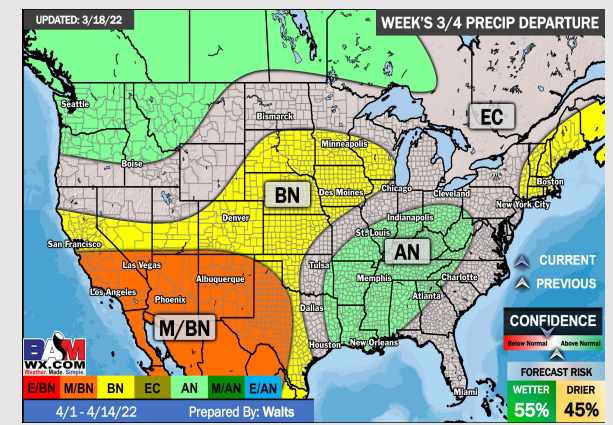 UPDATED: 3/18/22
WEEK'S 3/4 PRECIP DEPARTURE
Seattle
Bismarck
EC
Minneapolis
Boise
Boston
BN
Des Moines
Chicago
Cleveland
New York City
Denver
Indianapolis
San Francisco
St. Louis
AN
Las Vegas
Tulsa
CURRENT
Albuquerque
Memphis
Charlotte
PREVIOUS
Los Angeles
Phoenix
Atlanta
Dallas
M/BN
CONFIDENCE
Houston
New Orleans
Below Normal
Above Normal
BAM
WX.COM
Weather. Made. Simple.
FORECAST RISK
E/BN M/BN BN EC AN M/AN E/AN
Miami
WETTER
DRIER
55%
45%
4/1 - 4/14/22
Prepared By: Walts